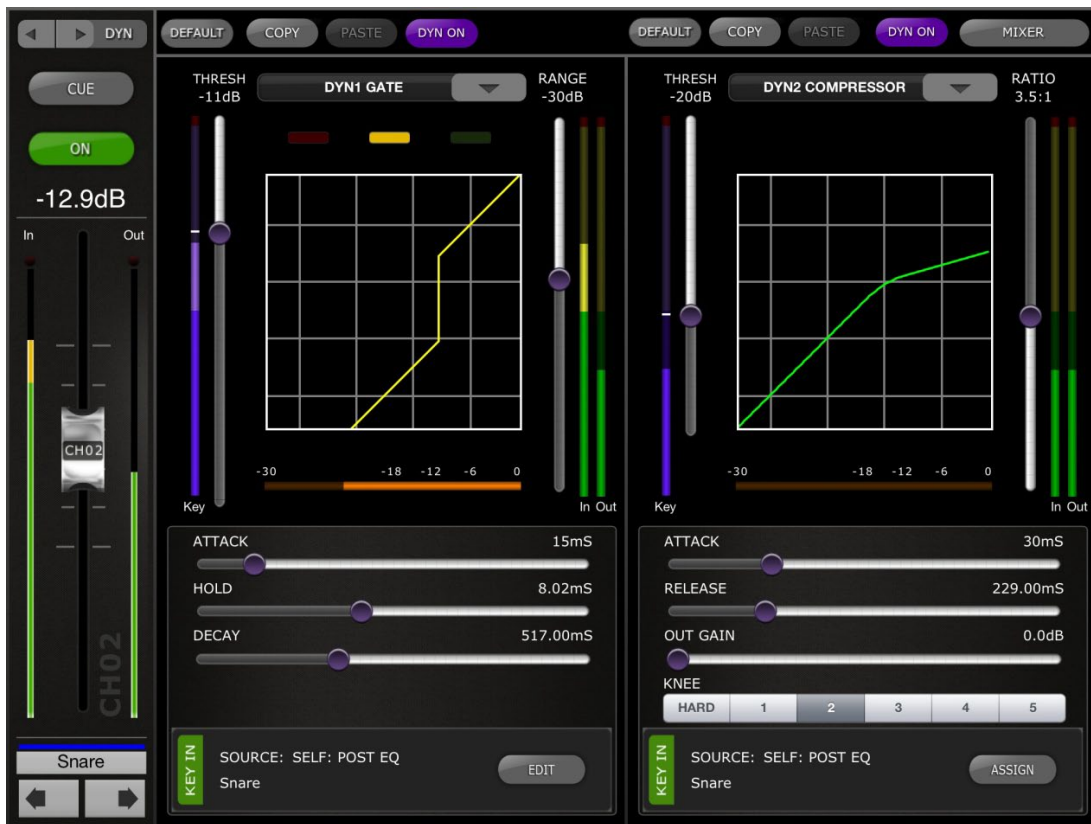 DYN
CUE
ON
-12.9dB
In Out
CH02
CH02
Snare
DEFAULT COPY PASTE DYN ON
THRESH
-11dB
DYN1 GATE
RANGE
-30dB
-30 -18 -12 -6 0
Key In Out
ATTACK 15mS
HOLD 8.02mS
DECAY 517.00mS
KEY IN
SOURCE: SELF: POST EQ
Snare
EDIT
DEFAULT COPY PASTE DYN ON MIXER
THRESH
-20dB
DYN2 COMPRESSOR
RATIO
3.5:1
-30 -18 -12 -6 0
Key In Out
ATTACK 30mS
RELEASE 229.00mS
OUT GAIN 0.0dB
KNEE
HARD 1 2 3 4 5
KEY IN
SOURCE: SELF: POST EQ
Snare
ASSIGN